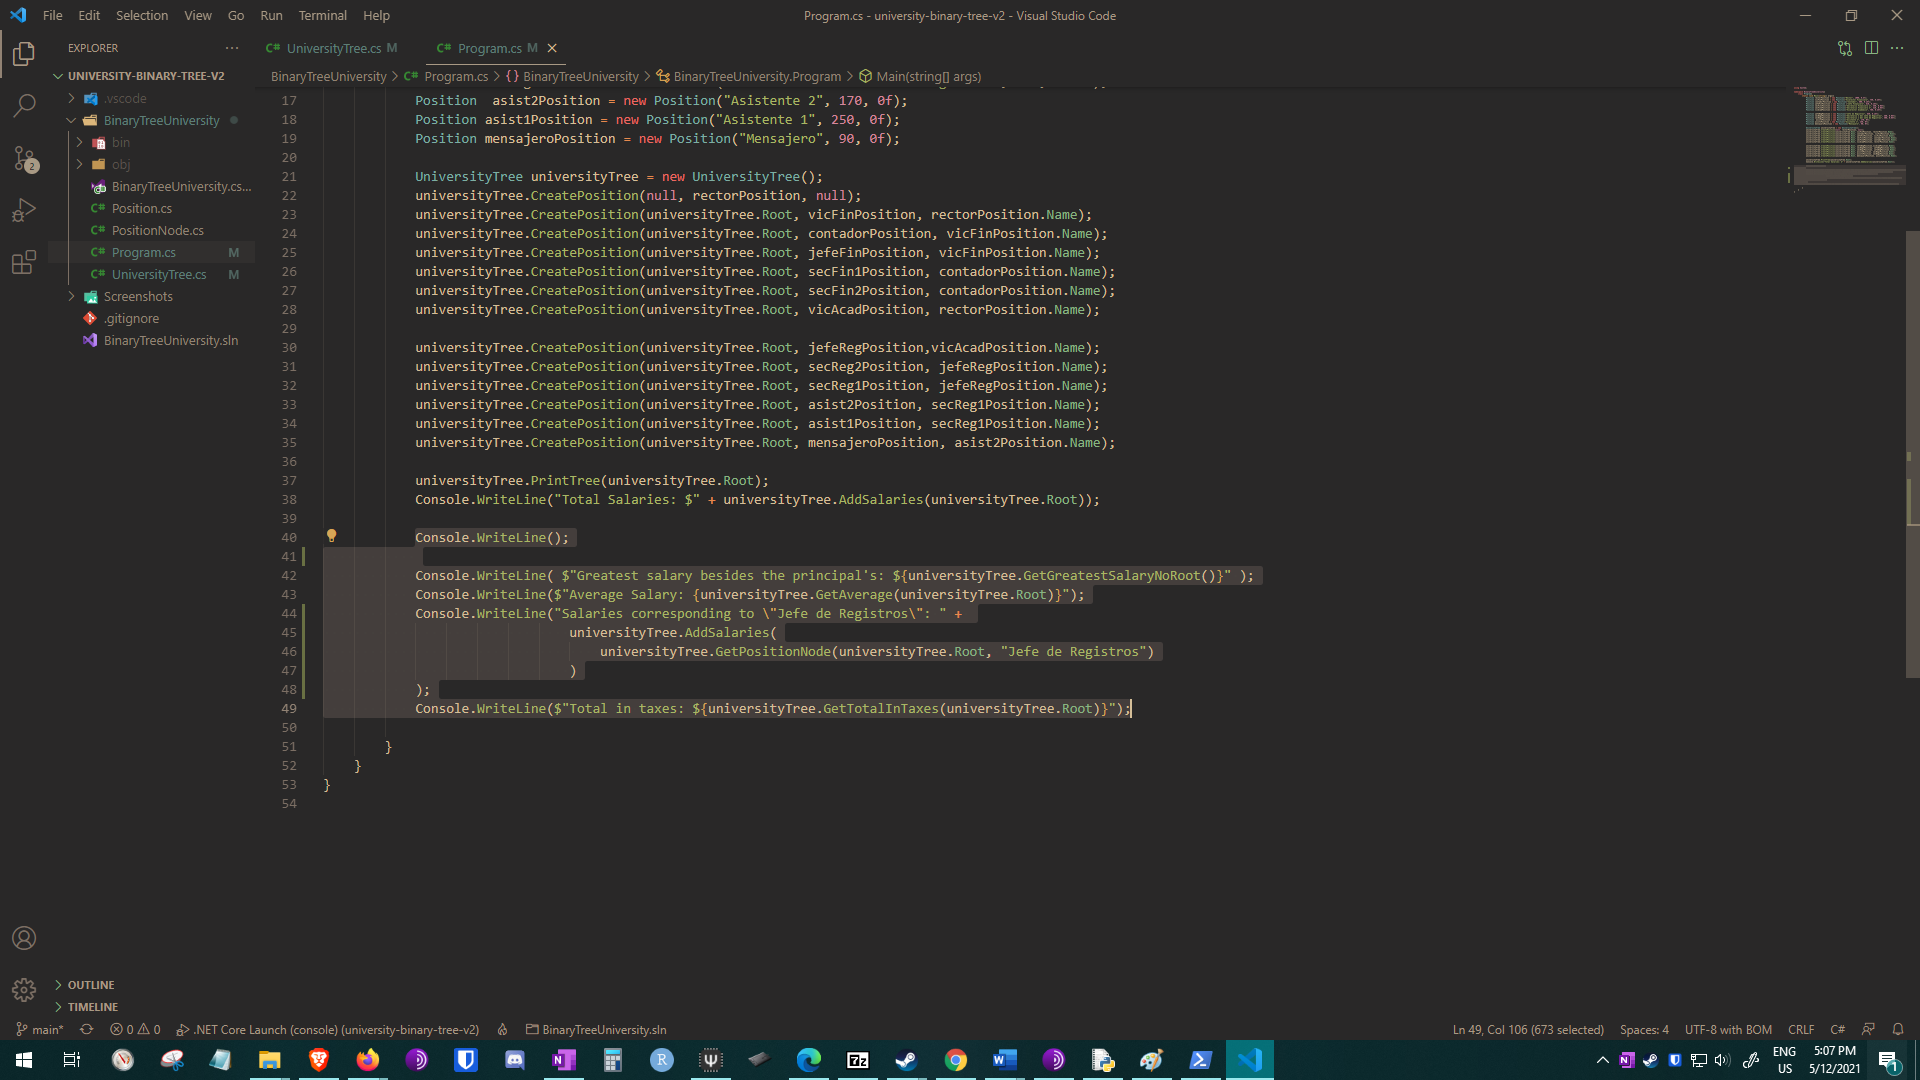 File Edit Selection View Go Run Terminal Help
Program.cs - university-binary-tree-v2 - Visual Studio Code
EXPLORER
UNIVERSITY-BINARY-TREE-V2
.vscode
BinaryTreeUniversity
bin
obj
BinaryTreeUniversity.cs...
Position.cs
PositionNode.cs
Program.cs M
UniversityTree.cs M
Screenshots
.gitignore
BinaryTreeUniversity.sln
OUTLINE
TIMELINE
2
C# UniversityTree.cs M
C# Program.cs M
BinaryTreeUniversity > C# Program.cs > {} BinaryTreeUniversity > BinaryTreeUniversity.Program > Main(string[] args)
17 Position  asist2Position = new Position("Asistente 2", 170, 0f);
18 Position asist1Position = new Position("Asistente 1", 250, 0f);
19 Position mensajeroPosition = new Position("Mensajero", 90, 0f);
20
21 UniversityTree universityTree = new UniversityTree();
22 universityTree.CreatePosition(null, rectorPosition, null);
23 universityTree.CreatePosition(universityTree.Root, vicFinPosition, rectorPosition.Name);
24 universityTree.CreatePosition(universityTree.Root, contadorPosition, vicFinPosition.Name);
25 universityTree.CreatePosition(universityTree.Root, jefeFinPosition, vicFinPosition.Name);
26 universityTree.CreatePosition(universityTree.Root, secFin1Position, contadorPosition.Name);
27 universityTree.CreatePosition(universityTree.Root, secFin2Position, contadorPosition.Name);
28 universityTree.CreatePosition(universityTree.Root, vicAcadPosition, rectorPosition.Name);
29
30 universityTree.CreatePosition(universityTree.Root, jefeRegPosition,vicAcadPosition.Name);
31 universityTree.CreatePosition(universityTree.Root, secReg2Position, jefeRegPosition.Name);
32 universityTree.CreatePosition(universityTree.Root, secReg1Position, jefeRegPosition.Name);
33 universityTree.CreatePosition(universityTree.Root, asist2Position, secReg1Position.Name);
34 universityTree.CreatePosition(universityTree.Root, asist1Position, secReg1Position.Name);
35 universityTree.CreatePosition(universityTree.Root, mensajeroPosition, asist2Position.Name);
36
37 universityTree.PrintTree(universityTree.Root);
38 Console.WriteLine("Total Salaries: $" + universityTree.AddSalaries(universityTree.Root));
39
40 Console.WriteLine();
41
42 Console.WriteLine( $"Greatest salary besides the principal's: ${universityTree.GetGreatestSalaryNoRoot()}" );
43 Console.WriteLine($"Average Salary: {universityTree.GetAverage(universityTree.Root)}");
44 Console.WriteLine("Salaries corresponding to \"Jefe de Registros\": " +
45 universityTree.AddSalaries(
46 universityTree.GetPositionNode(universityTree.Root, "Jefe de Registros")
47 )
48 );
49 Console.WriteLine($"Total in taxes: ${universityTree.GetTotalInTaxes(universityTree.Root)}");
50
51 }
52 }
53 }
54
main* 0 0 .NET Core Launch (console) (university-binary-tree-v2) BinaryTreeUniversity.sln
Ln 49, Col 106 (673 selected) Spaces: 4 UTF-8 with BOM CRLF C#
ENG
US
5:07 PM
5/12/2021
1